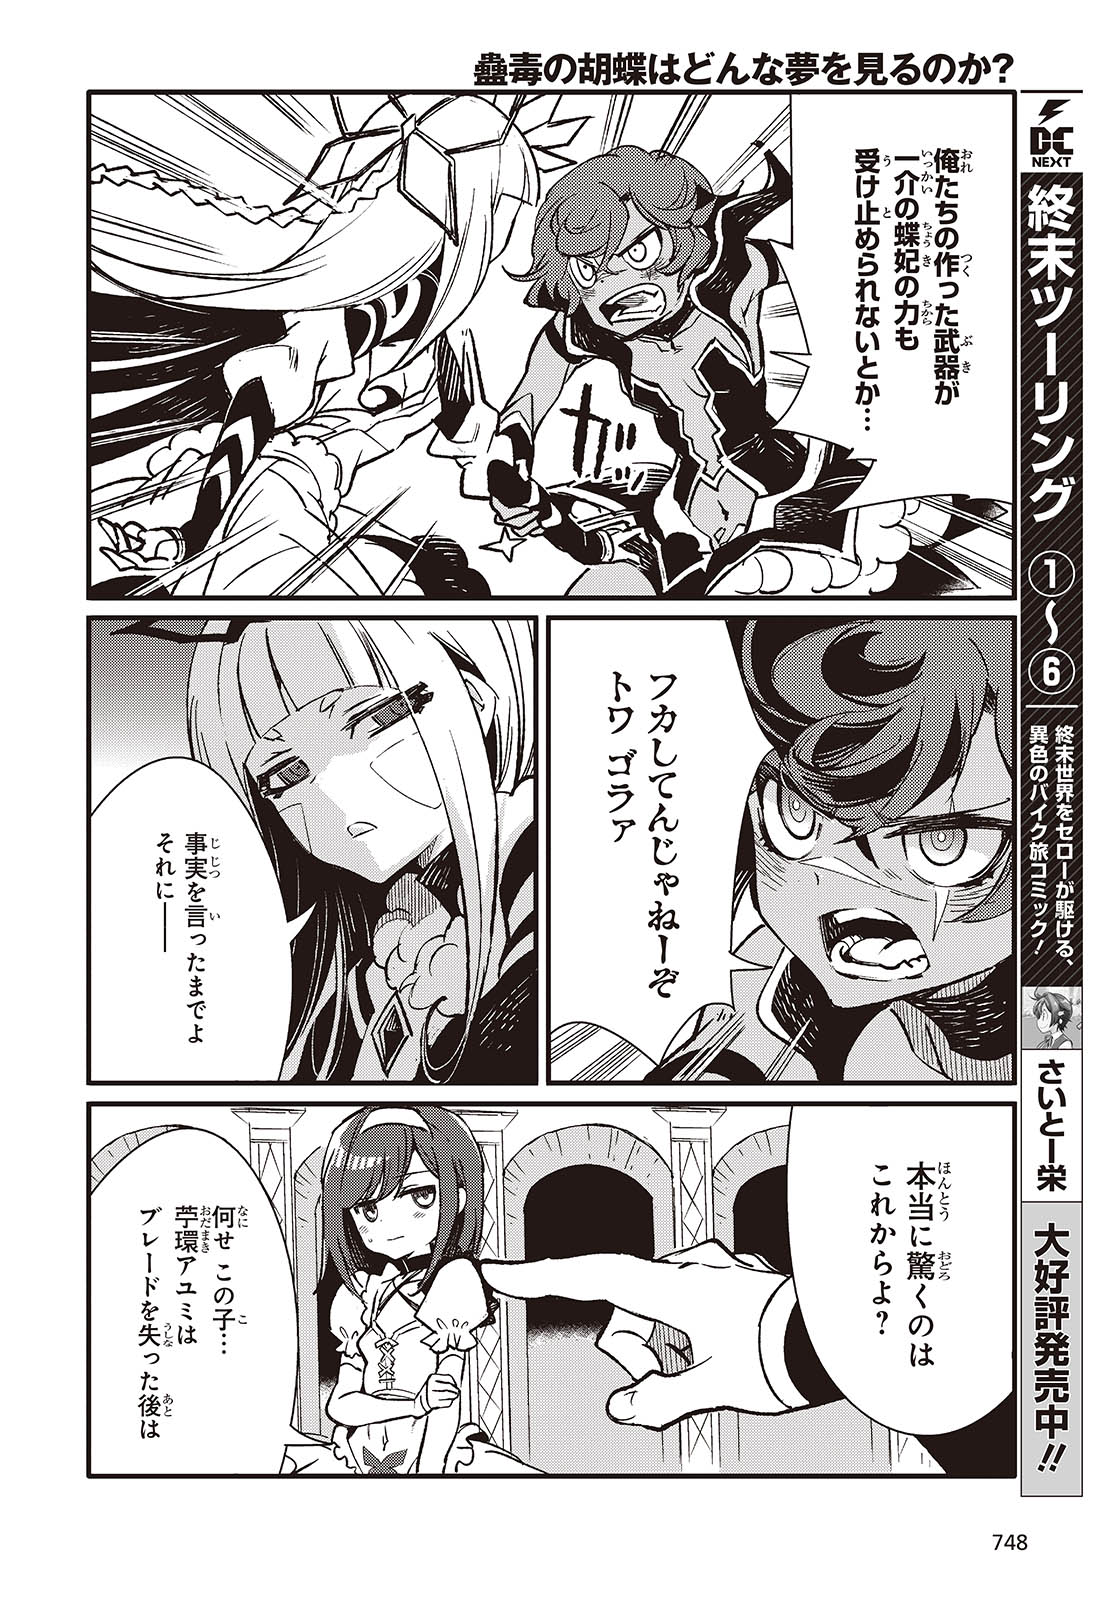 蠱毒の胡蝶はどんな夢を見るのか?
俺たちの作った武器が
一介の蝶妃の力も
受け止められないとか…
ガッ
フカしてんじゃねーぞ
トワ ゴラァ
事実を言ったまでよ
それに――
本当に驚くのは
これからよ?
何せ この子…
苧環アユミは
ブレードを失った後は
DC
NEXT
終末ツーリング ①〜⑥
終末世界をセローが駆ける、
異色のバイク旅コミック!
さいとー栄
大好評発売中!!
748